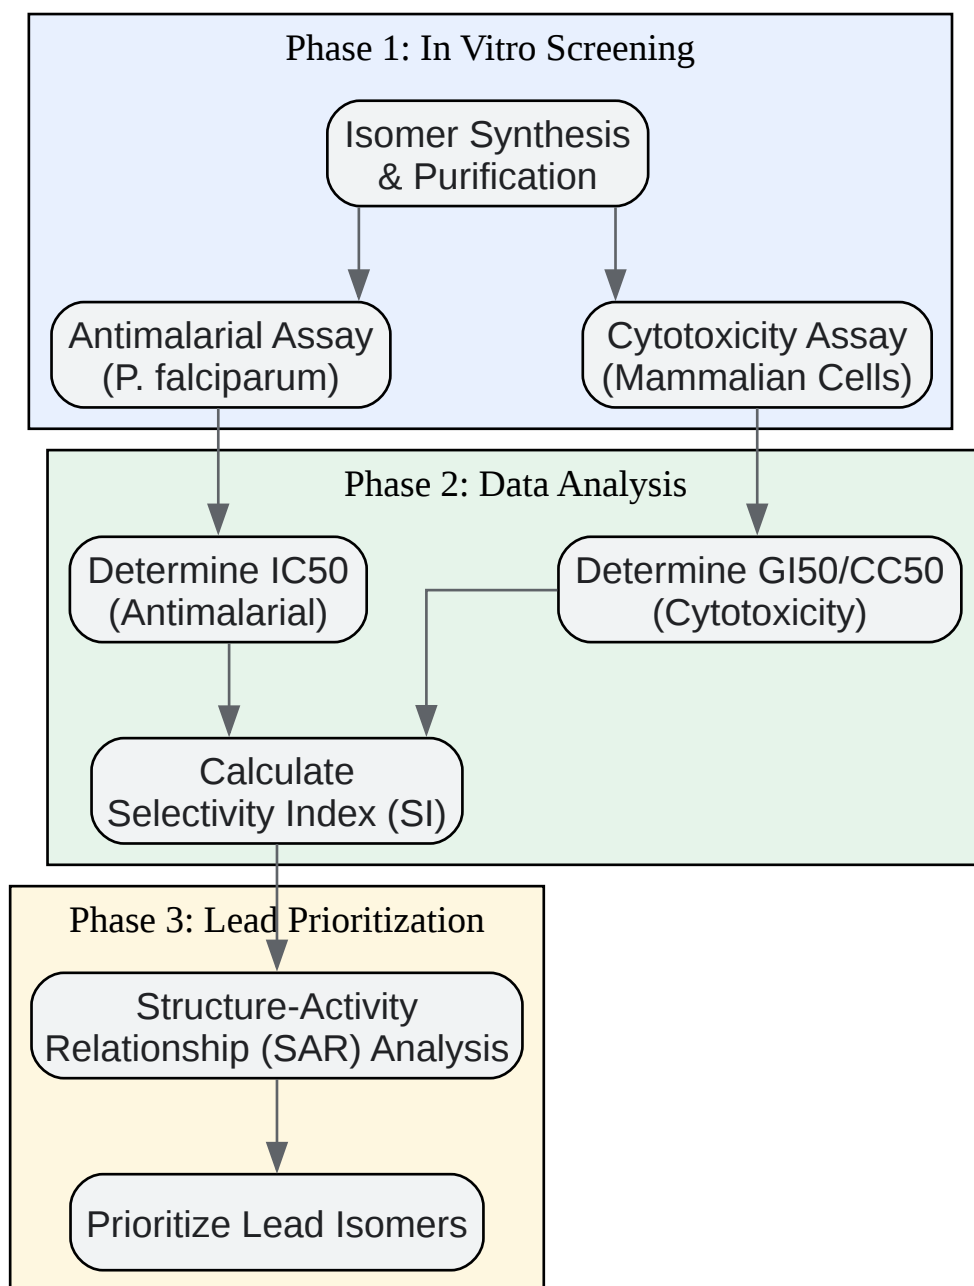 Phase 1: In Vitro Screening
Isomer Synthesis
& Purification
Antimalarial Assay
(P. falciparum)
Cytotoxicity Assay
(Mammalian Cells)
Phase 2: Data Analysis
Determine IC50
(Antimalarial)
Determine GI50/CC50
(Cytotoxicity)
Calculate
Selectivity Index (SI)
Phase 3: Lead Prioritization
Structure-Activity
Relationship (SAR) Analysis
Prioritize Lead Isomers